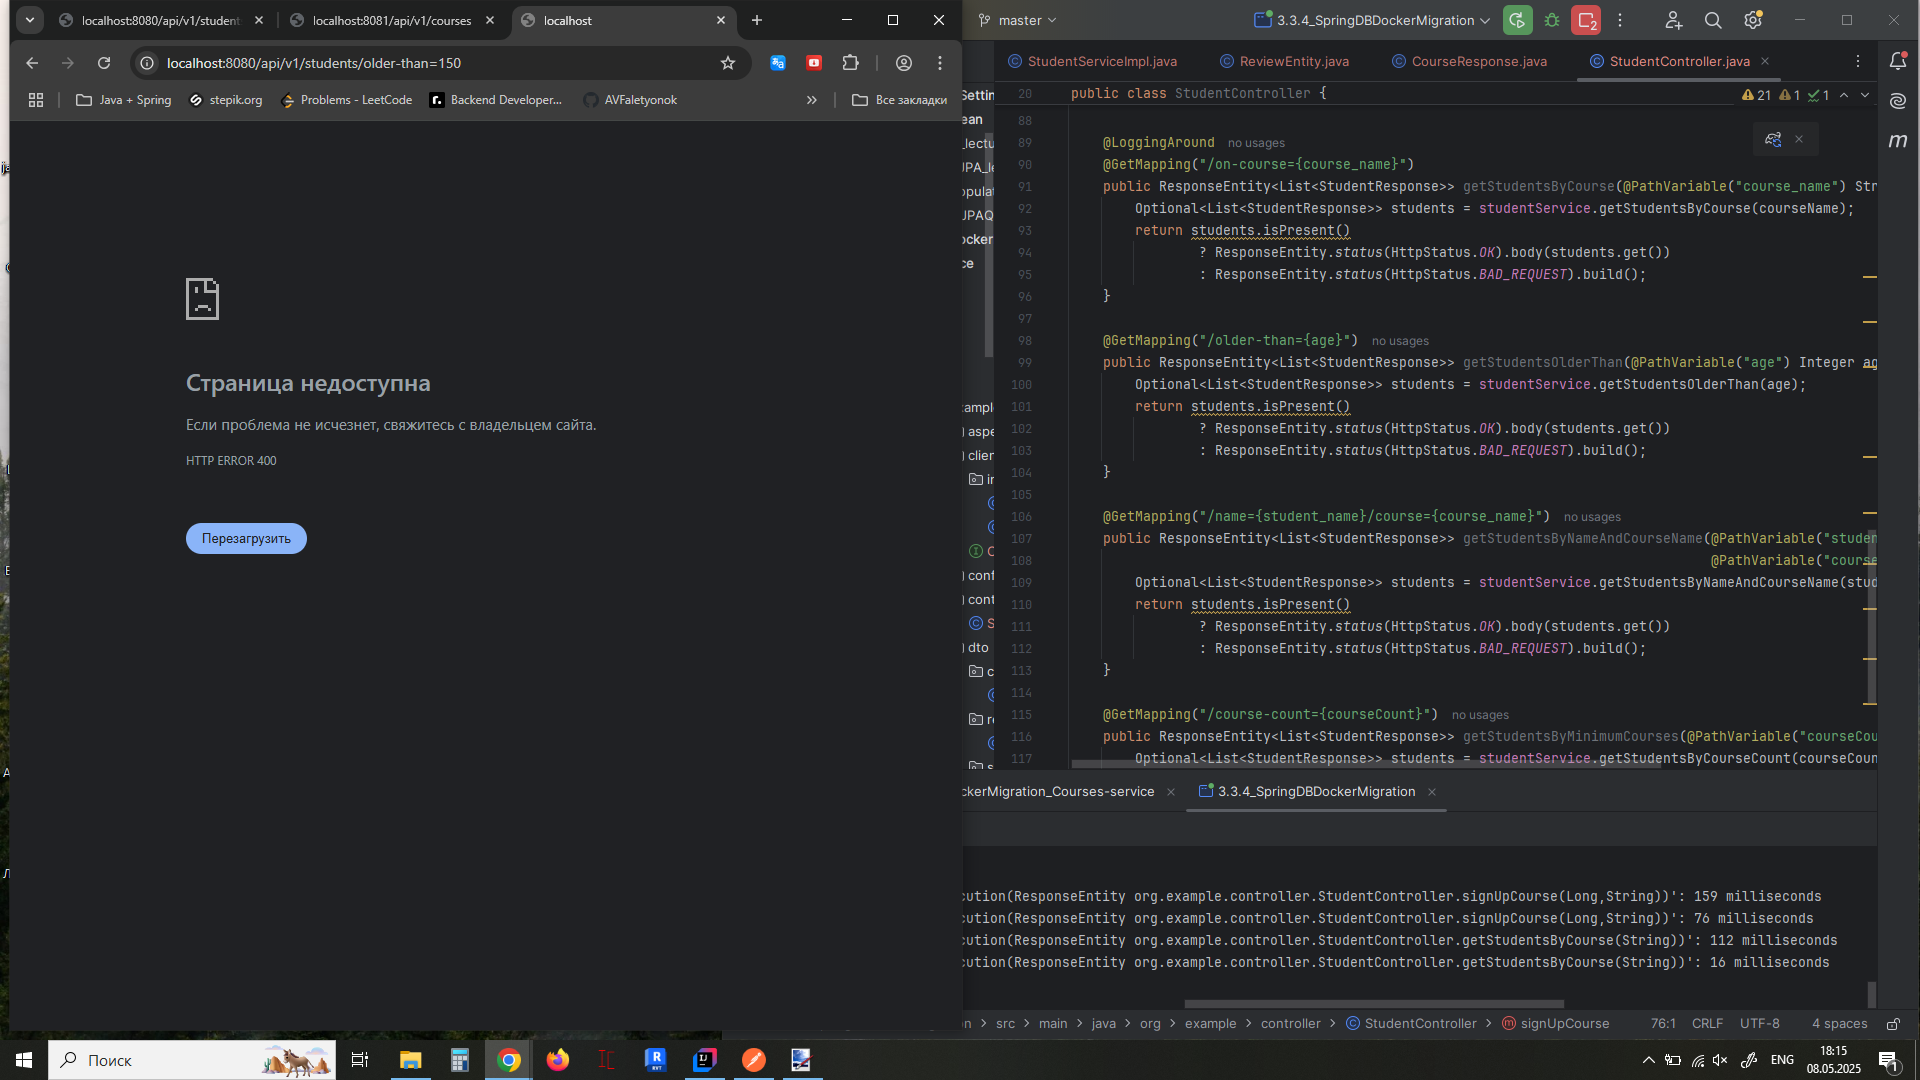 localhost:8080/api/v1/student
localhost:8081/api/v1/courses
localhost
localhost:8080/api/v1/students/older-than=150
Java + Spring
stepik.org
Problems - LeetCode
Backend Developer...
AVFaletyonok
»
Все закладки
Страница недоступна
Если проблема не исчезнет, свяжитесь с владельцем сайта.
HTTP ERROR 400
Перезагрузить
master
3.3.4_SpringDBDockerMigration
2
StudentServiceImpl.java
ReviewEntity.java
CourseResponse.java
StudentController.java
20 public class StudentController {
21 1 1
88
89 @LoggingAround no usages
90 @GetMapping("/on-course={course_name}")
91 public ResponseEntity<List<StudentResponse>> getStudentsByCourse(@PathVariable("course_name") Str
92 Optional<List<StudentResponse>> students = studentService.getStudentsByCourse(courseName);
93 return students.isPresent()
94 ? ResponseEntity.status(HttpStatus.OK).body(students.get())
95 : ResponseEntity.status(HttpStatus.BAD_REQUEST).build();
96 }
97
98 @GetMapping("/older-than={age}") no usages
99 public ResponseEntity<List<StudentResponse>> getStudentsOlderThan(@PathVariable("age") Integer ag
100 Optional<List<StudentResponse>> students = studentService.getStudentsOlderThan(age);
101 return students.isPresent()
102 ? ResponseEntity.status(HttpStatus.OK).body(students.get())
103 : ResponseEntity.status(HttpStatus.BAD_REQUEST).build();
104 }
105
106 @GetMapping("/name={student_name}/course={course_name}") no usages
107 public ResponseEntity<List<StudentResponse>> getStudentsByNameAndCourseName(@PathVariable("studen
108 @PathVariable("course
109 Optional<List<StudentResponse>> students = studentService.getStudentsByNameAndCourseName(stud
110 return students.isPresent()
111 ? ResponseEntity.status(HttpStatus.OK).body(students.get())
112 : ResponseEntity.status(HttpStatus.BAD_REQUEST).build();
113 }
114
115 @GetMapping("/course-count={courseCount}") no usages
116 public ResponseEntity<List<StudentResponse>> getStudentsByMinimumCourses(@PathVariable("courseCou
117 Optional<List<StudentResponse>> students = studentService.getStudentsByCourseCount(courseCoun
Settin
ean
_lectu
JPA_le
opulat
JPAQ
ocker
ce
aspe
clien
conf
cont
dto
ckerMigration_Courses-service
3.3.4_SpringDBDockerMigration
cution(ResponseEntity org.example.controller.StudentController.signUpCourse(Long,String))': 159 milliseconds
cution(ResponseEntity org.example.controller.StudentController.signUpCourse(Long,String))': 76 milliseconds
cution(ResponseEntity org.example.controller.StudentController.getStudentsByCourse(String))': 112 milliseconds
cution(ResponseEntity org.example.controller.StudentController.getStudentsByCourse(String))': 16 milliseconds
n > src > main > java > org > example > controller > StudentController > signUpCourse
76:1 CRLF UTF-8 4 spaces
Поиск
ENG
18:15
08.05.2025
1